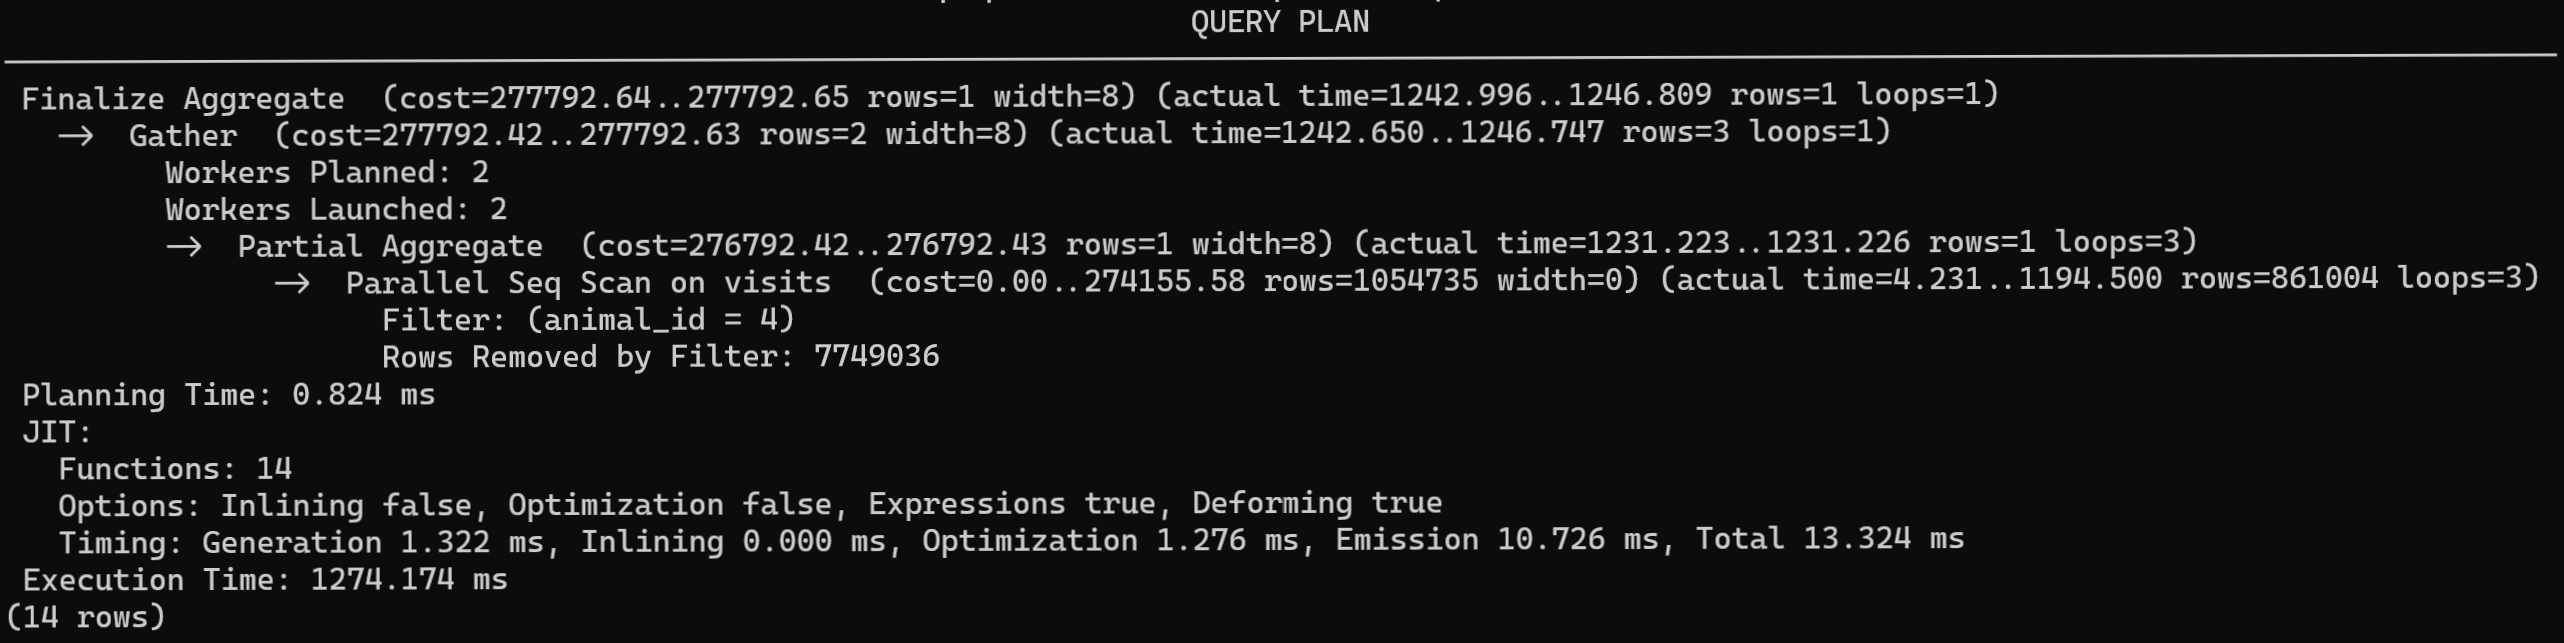 QUERY PLAN
Finalize Aggregate  (cost=277792.64..277792.65 rows=1 width=8) (actual time=1242.996..1246.809 rows=1 loops=1)
  ->  Gather  (cost=277792.42..277792.63 rows=2 width=8) (actual time=1242.650..1246.747 rows=3 loops=1)
        Workers Planned: 2
        Workers Launched: 2
        ->  Partial Aggregate  (cost=276792.42..276792.43 rows=1 width=8) (actual time=1231.223..1231.226 rows=1 loops=3)
              ->  Parallel Seq Scan on visits  (cost=0.00..274155.58 rows=1054735 width=0) (actual time=4.231..1194.500 rows=861004 loops=3)
                    Filter: (animal_id = 4)
                    Rows Removed by Filter: 7749036
Planning Time: 0.824 ms
JIT:
  Functions: 14
  Options: Inlining false, Optimization false, Expressions true, Deforming true
  Timing: Generation 1.322 ms, Inlining 0.000 ms, Optimization 1.276 ms, Emission 10.726 ms, Total 13.324 ms
Execution Time: 1274.174 ms
(14 rows)